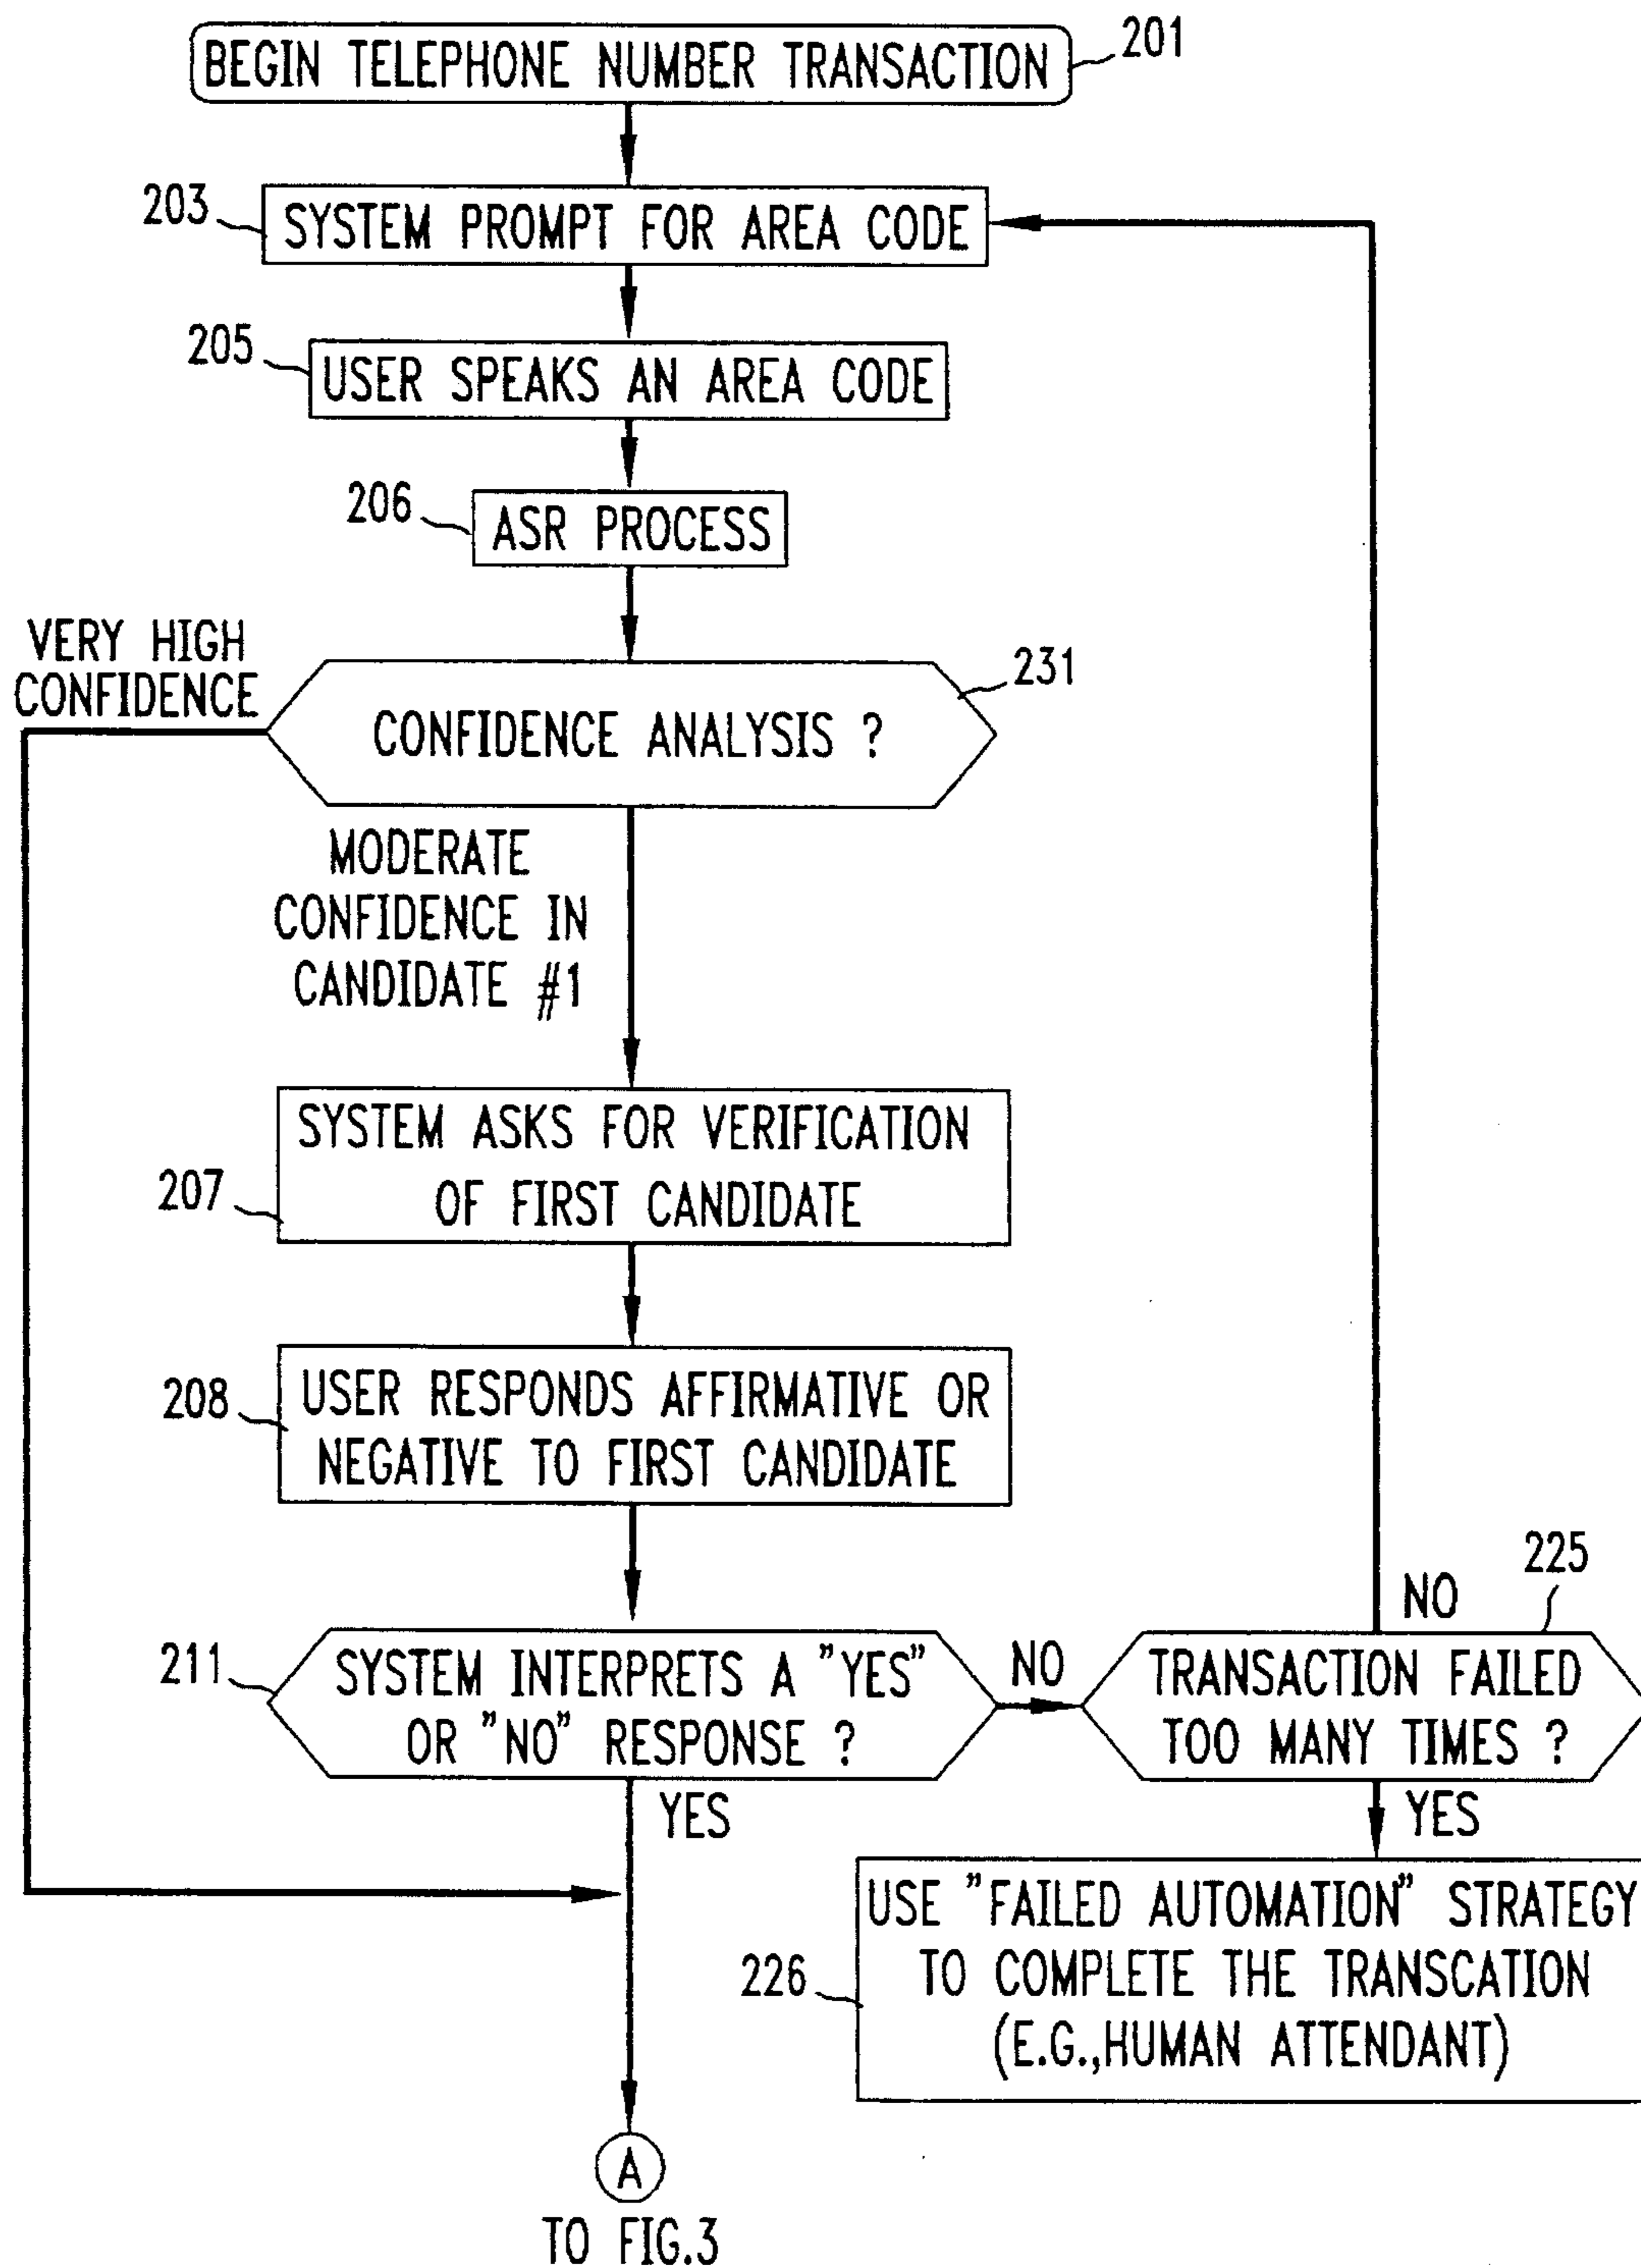 BEGIN TELEPHONE NUMBER TRANSACTION
201
203
SYSTEM PROMPT FOR AREA CODE
205
USER SPEAKS AN AREA CODE
206
ASR PROCESS
VERY HIGH
CONFIDENCE
231
CONFIDENCE ANALYSIS ?
MODERATE
CONFIDENCE IN
CANDIDATE #1
SYSTEM ASKS FOR VERIFICATION
OF FIRST CANDIDATE
207
USER RESPONDS AFFIRMATIVE OR
NEGATIVE TO FIRST CANDIDATE
208
211
SYSTEM INTERPRETS A "YES"
OR "NO" RESPONSE ?
NO
YES
225
NO
TRANSACTION FAILED
TOO MANY TIMES ?
YES
USE "FAILED AUTOMATION" STRATEGY
TO COMPLETE THE TRANSCATION
(E.G.,HUMAN ATTENDANT)
226
A
TO FIG.3